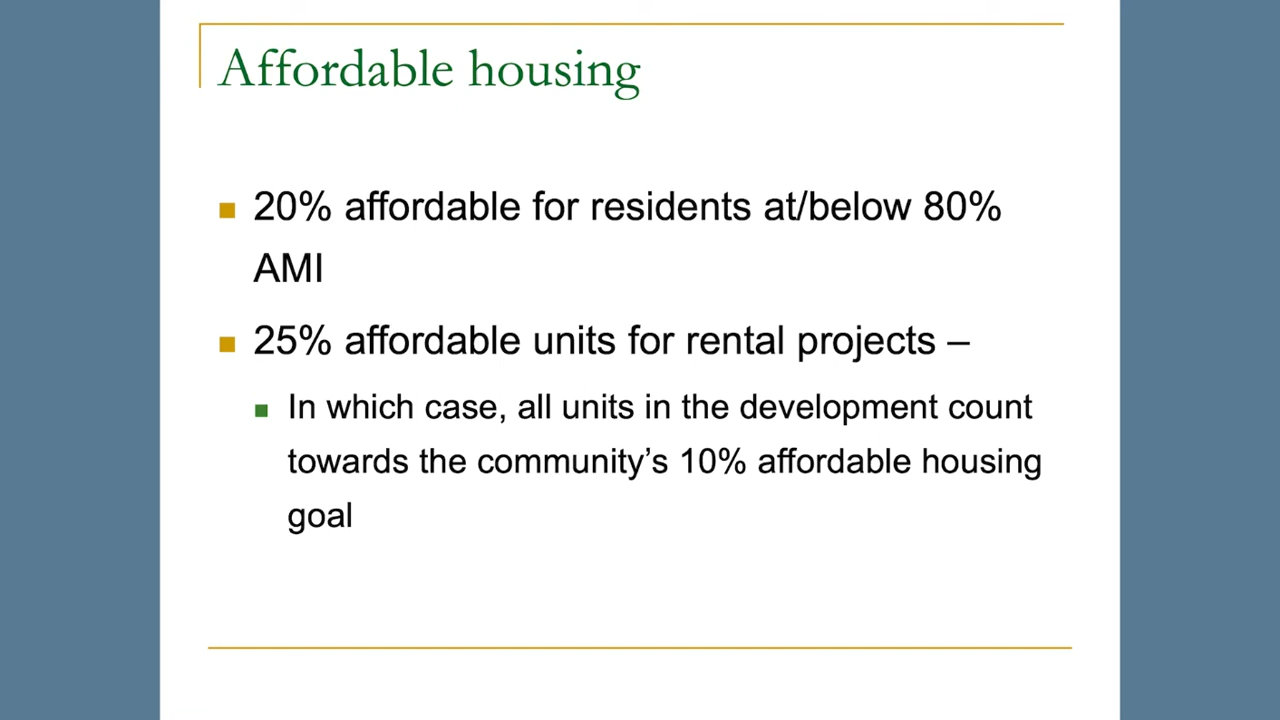 Affordable housing
20% affordable for residents at/below 80%
AMI
25% affordable units for rental projects –
In which case, all units in the development count
towards the community’s 10% affordable housing
goal